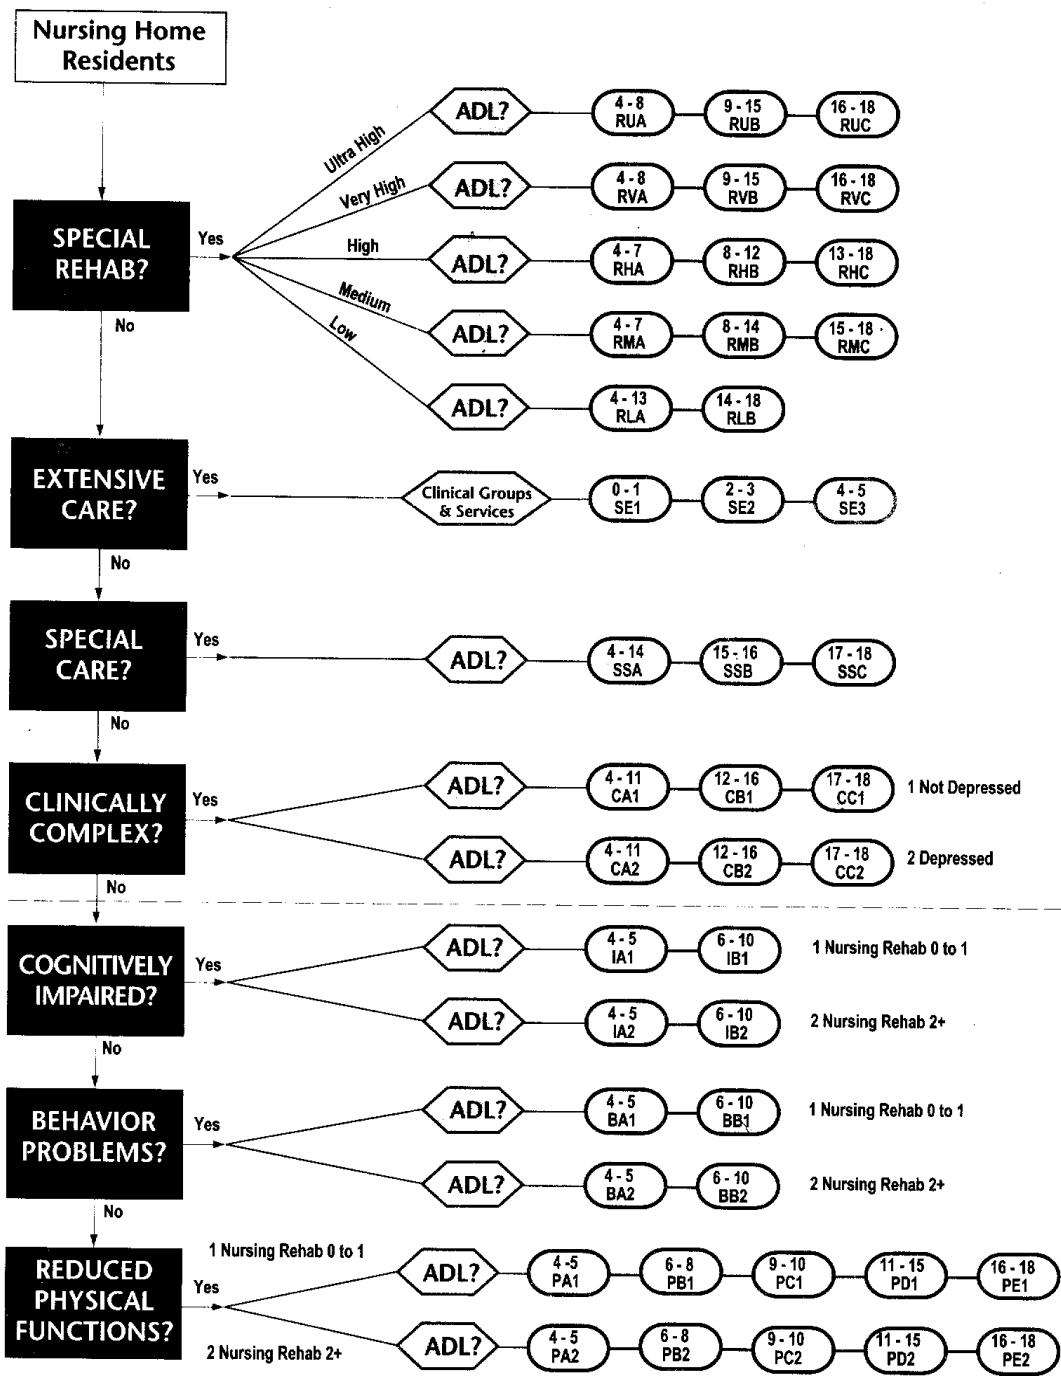 Nursing Home
Residents
SPECIAL
REHAB?
Yes
No
Ultra High
ADL?
4 - 8
RUA
9 - 15
RUB
16 - 18
RUC
Very High
ADL?
4 - 8
RVA
9 - 15
RVB
16 - 18
RVC
High
ADL?
4 - 7
RHA
8 - 12
RHB
13 - 18
RHC
Medium
ADL?
4 - 7
RMA
8 - 14
RMB
15 - 18
RMC
Low
ADL?
4 - 13
RLA
14 - 18
RLB
EXTENSIVE
CARE?
Yes
No
Clinical Groups
& Services
0 - 1
SE1
2 - 3
SE2
4 - 5
SE3
SPECIAL
CARE?
Yes
No
ADL?
4 - 14
SSA
15 - 16
SSB
17 - 18
SSC
CLINICALLY
COMPLEX?
Yes
No
ADL?
4 - 11
CA1
12 - 16
CB1
17 - 18
CC1
1 Not Depressed
ADL?
4 - 11
CA2
12 - 16
CB2
17 - 18
CC2
2 Depressed
COGNITIVELY
IMPAIRED?
Yes
No
ADL?
4 - 5
IA1
6 - 10
IB1
1 Nursing Rehab 0 to 1
ADL?
4 - 5
IA2
6 - 10
IB2
2 Nursing Rehab 2+
BEHAVIOR
PROBLEMS?
Yes
No
ADL?
4 - 5
BA1
6 - 10
BB1
1 Nursing Rehab 0 to 1
ADL?
4 - 5
BA2
6 - 10
BB2
2 Nursing Rehab 2+
REDUCED
PHYSICAL
FUNCTIONS?
Yes
1 Nursing Rehab 0 to 1
ADL?
4 -5
PA1
6 - 8
PB1
9 - 10
PC1
11 - 15
PD1
16 - 18
PE1
2 Nursing Rehab 2+
ADL?
4 - 5
PA2
6 - 8
PB2
9 - 10
PC2
11 - 15
PD2
16 - 18
PE2